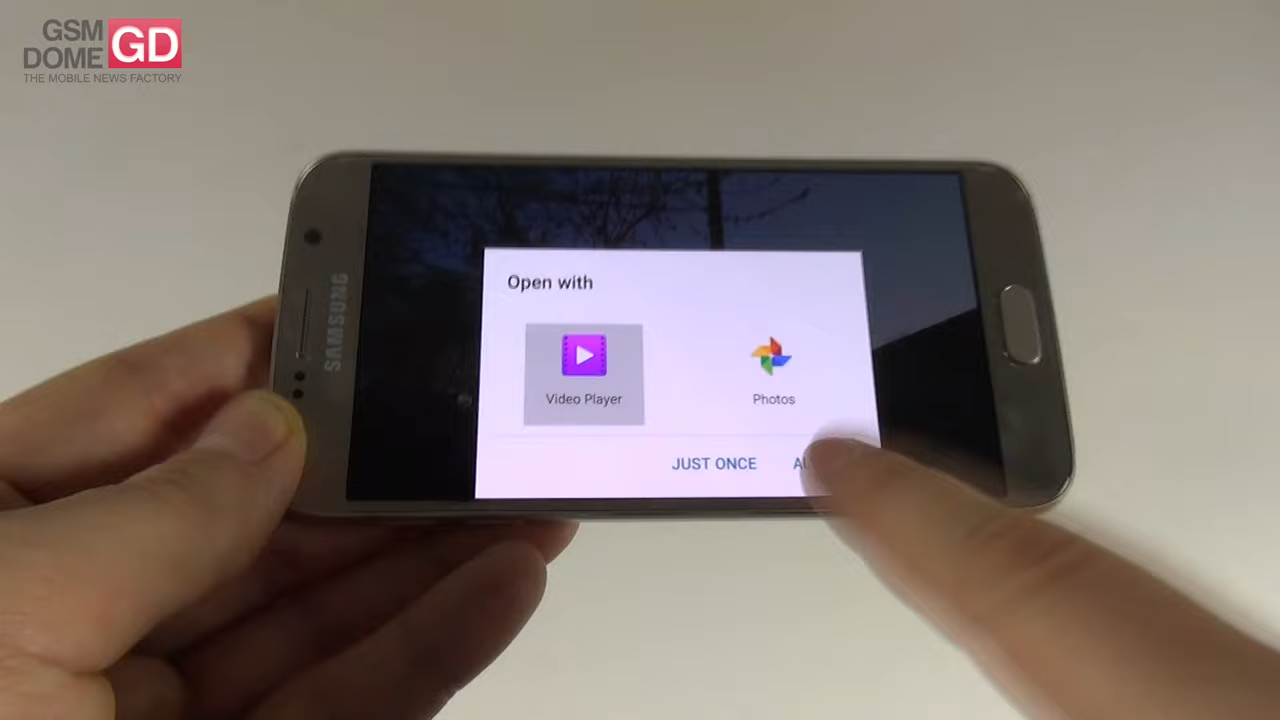 GSM
DOME
GD
THE MOBILE NEWS FACTORY
SAMSUNG
Open with
Video Player
Photos
JUST ONCE